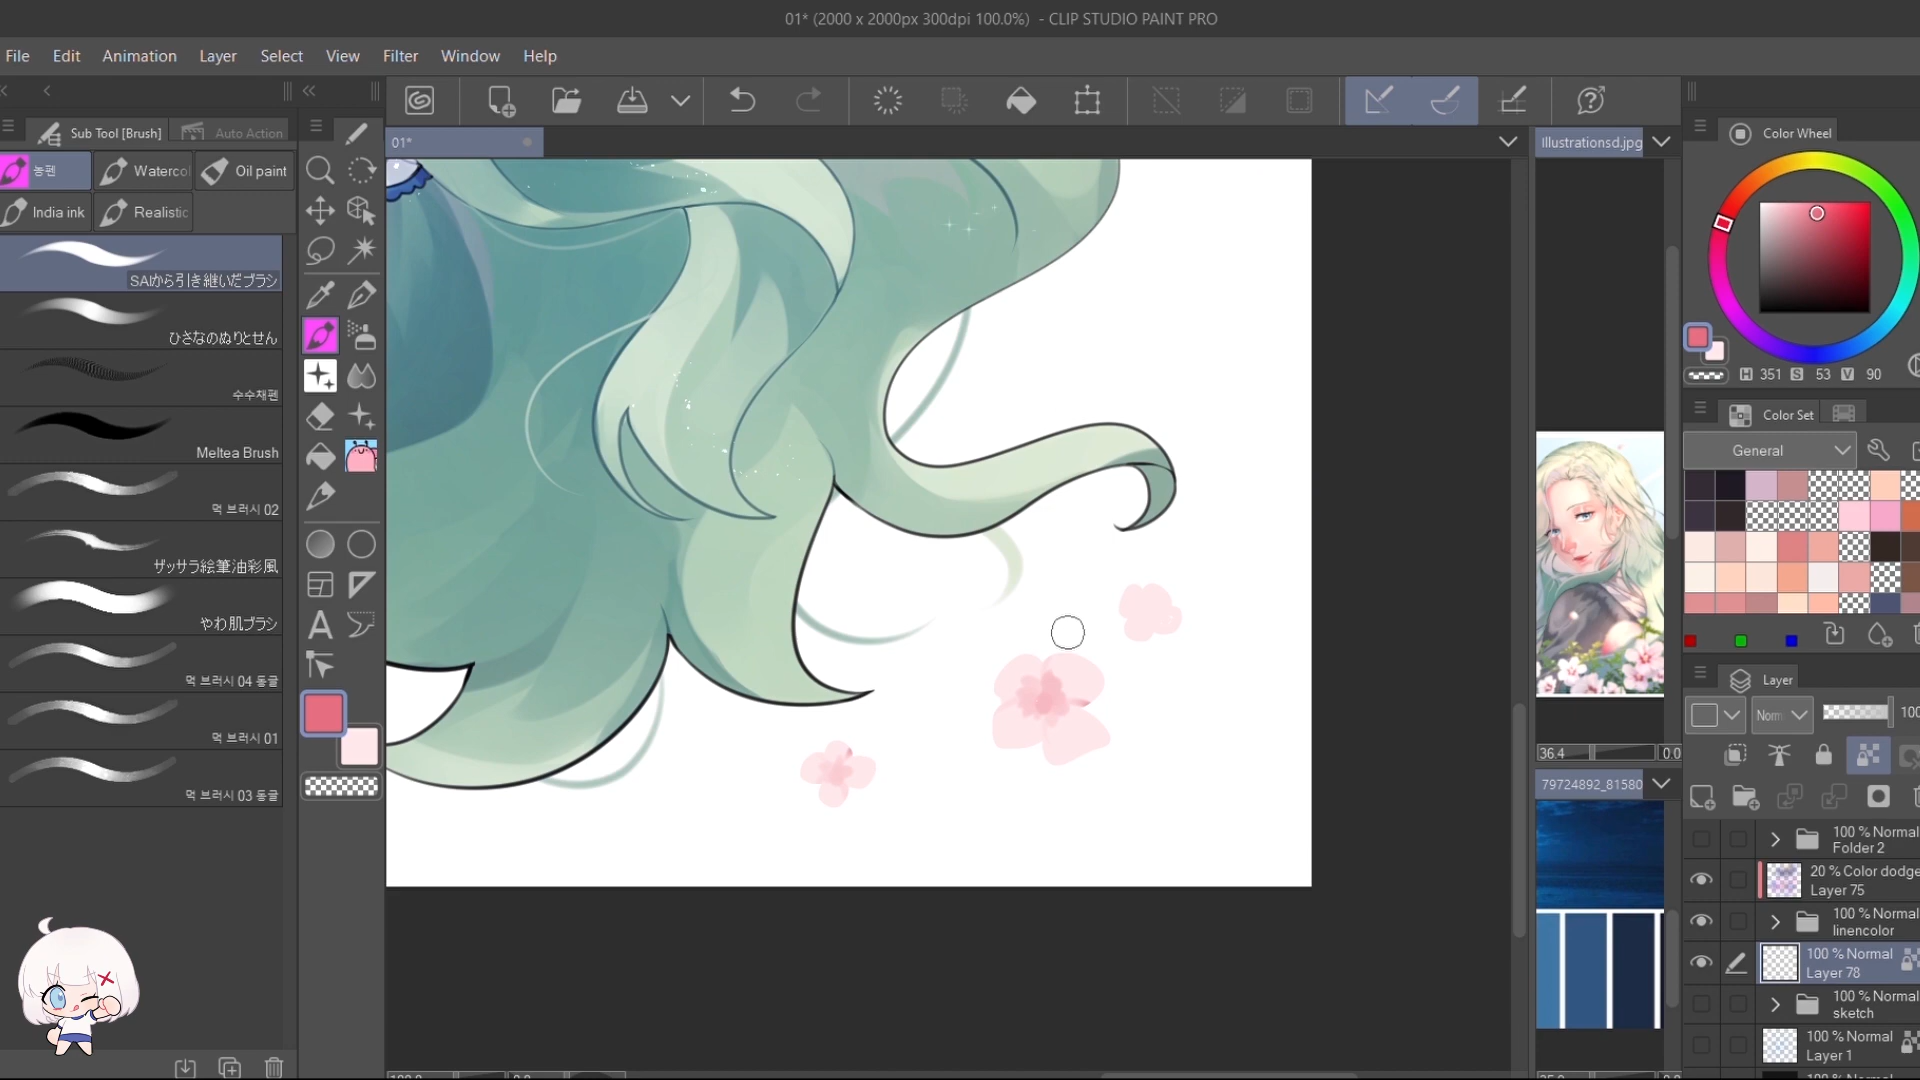 01* (2000 x 2000px 300dpi 100.0%) - CLIP STUDIO PAINT PRO
File Edit Animation Layer Select View Filter Window Help
Sub Tool [Brush] Auto Action
농펜 Waterco Oil paint
India ink Realistic
SAIから引き継いだブラシ
ひさなのぬりとせん
수수채펜
Meltea Brush
먹 브러시 02
ザッサラ絵筆油彩風
やわ肌ブラシ
먹 브러시 04 동글
먹 브러시 01
먹 브러시 03 동글
01*
Illustrationsd.jpg
36.4 0.0
79724892_81580
Color Wheel
H 351 S 53 V 90
Color Set
General
Layer
Norm 100
100 % Normal
Folder 2
20 % Color dodge
Layer 75
100 % Normal
linencolor
100 % Normal
Layer 78
100 % Normal
sketch
100 % Normal
Layer 1